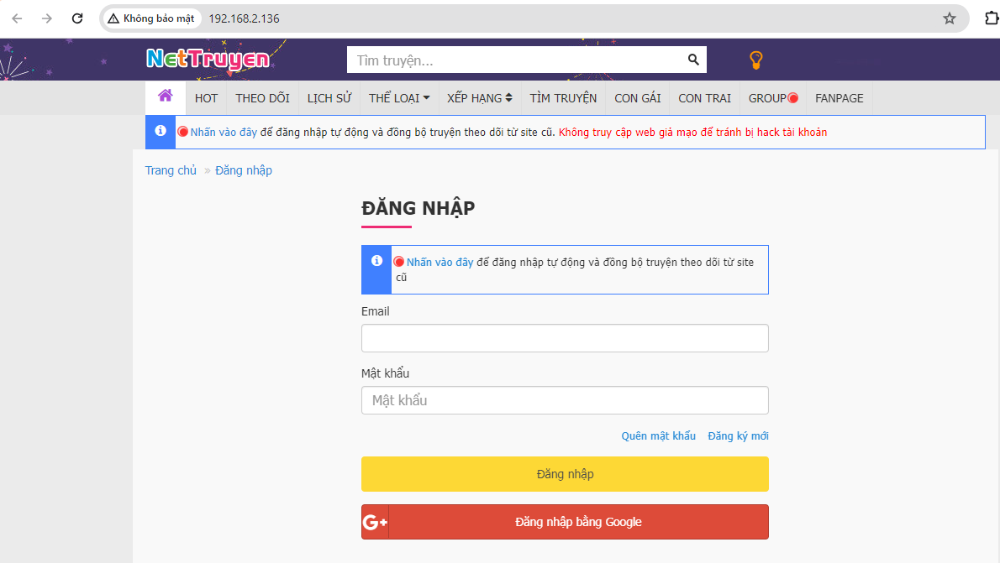 Không bảo mật 192.168.2.136
NetTruyen Tìm truyện...
HOT THEO DÕI LỊCH SỬ THỂ LOẠI XẾP HẠNG TÌM TRUYỆN CON GÁI CON TRAI GROUP FANPAGE
Nhấn vào đây để đăng nhập tự động và đồng bộ truyện theo dõi từ site cũ. Không truy cập web giả mạo để tránh bị hack tài khoản
Trang chủ » Đăng nhập
ĐĂNG NHẬP
Nhấn vào đây để đăng nhập tự động và đồng bộ truyện theo dõi từ site
cũ
Email
Mật khẩu
Mật khẩu
Quên mật khẩu Đăng ký mới
Đăng nhập
G+ Đăng nhập bằng Google